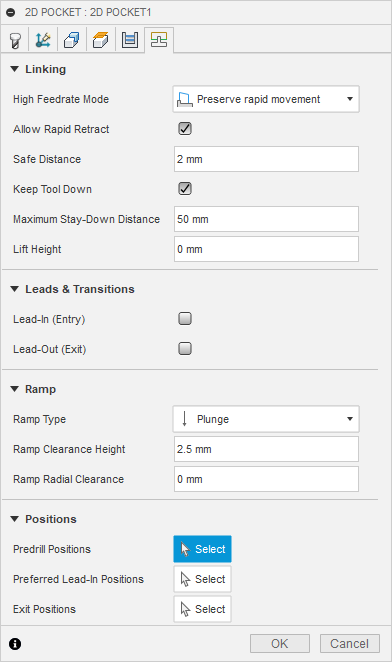 2D POCKET : 2D POCKET1
Linking
High Feedrate Mode Preserve rapid movement
Allow Rapid Retract
Safe Distance 2 mm
Keep Tool Down
Maximum Stay-Down Distance 50 mm
Lift Height 0 mm
Leads & Transitions
Lead-In (Entry)
Lead-Out (Exit)
Ramp
Ramp Type Plunge
Ramp Clearance Height 2.5 mm
Ramp Radial Clearance 0 mm
Positions
Predrill Positions Select
Preferred Lead-In Positions Select
Exit Positions Select
OK Cancel